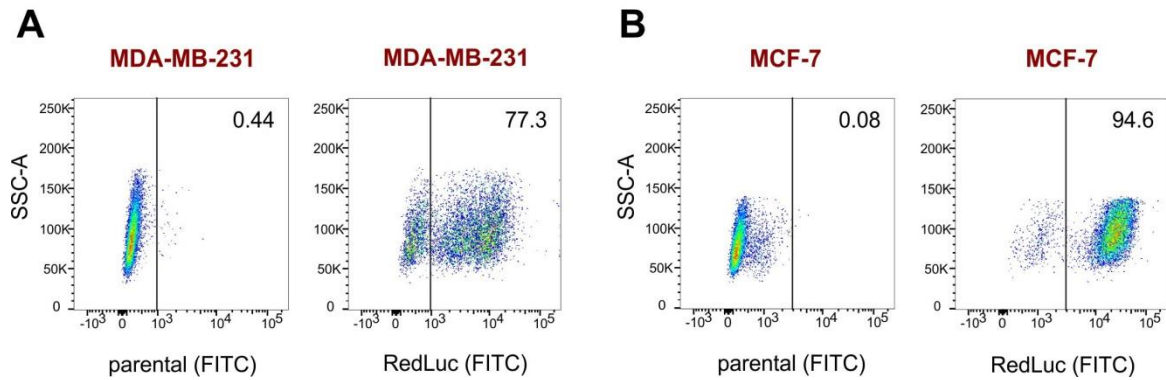 A
B
MDA-MB-231
MDA-MB-231
MCF-7
MCF-7
SSC-A
250K
200K
150K
100K
50K
0
0.44
-10³ 0 10³ 10⁴ 10⁵
parental (FITC)
250K
200K
150K
100K
50K
0
77.3
-10³ 0 10³ 10⁴ 10⁵
RedLuc (FITC)
SSC-A
250K
200K
150K
100K
50K
0
0.08
-10³ 0 10³ 10⁴ 10⁵
parental (FITC)
250K
200K
150K
100K
50K
0
94.6
-10³ 0 10³ 10⁴ 10⁵
RedLuc (FITC)